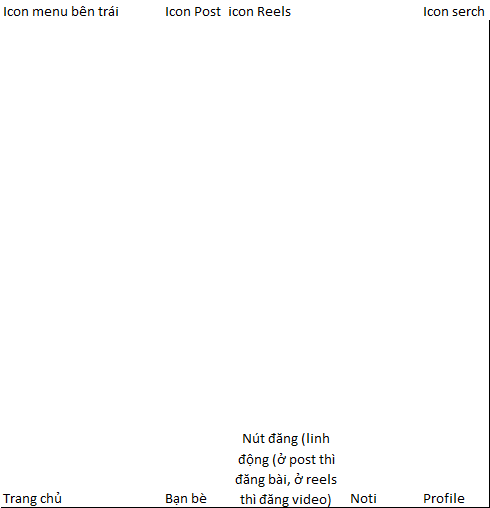 Icon menu bên trái Icon Post icon Reels Icon serch
Nút đăng (linh
động (ở post thì
đăng bài, ở reels
Trang chủ Bạn bè thì đăng video) Noti Profile